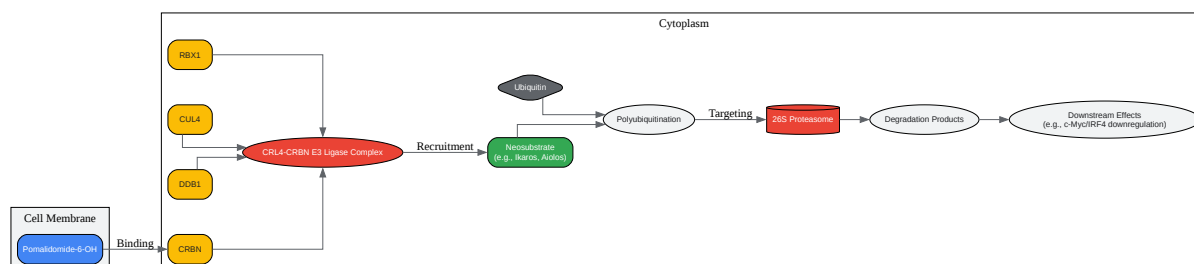 Cytoplasm
RBX1
Ubiquitin
CUL4
Polyubiquitination
Targeting
26S Proteasome
Degradation Products
Downstream Effects
(e.g., c-Myc/IRF4 downregulation)
CRL4-CRBN E3 Ligase Complex
Recruitment
Neosubstrate
(e.g., Ikaros, Aiolos)
DDB1
Cell Membrane
Pomalidomide-6-OH
Binding
CRBN